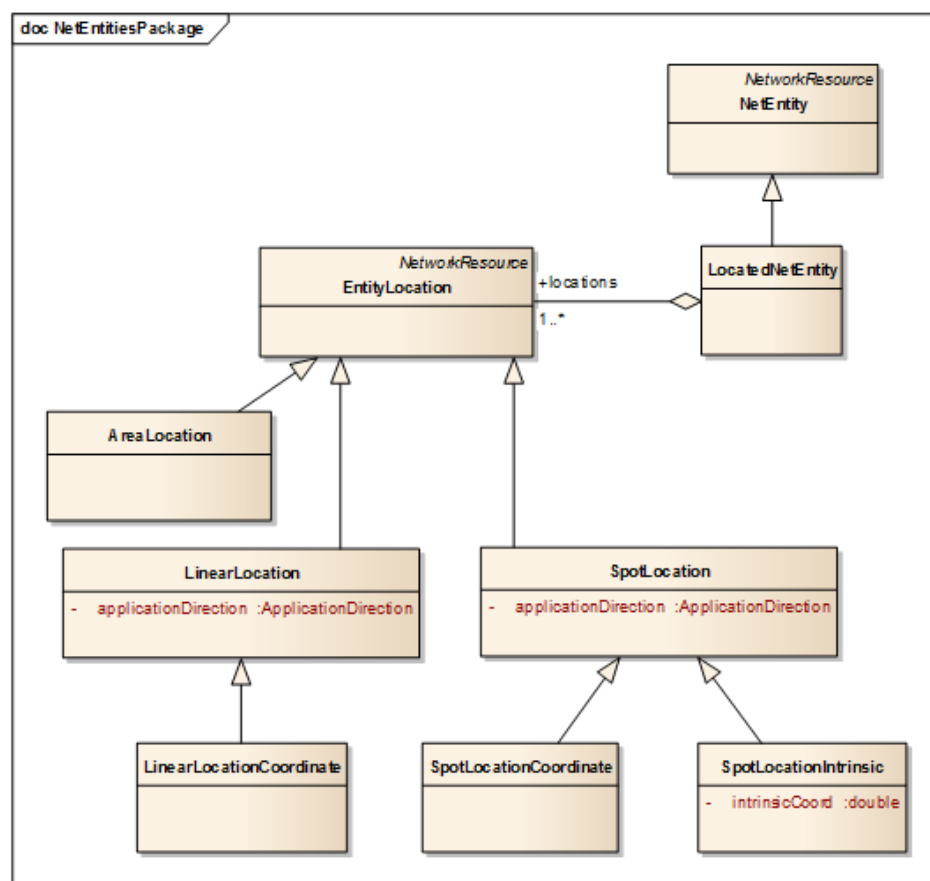 doc NetEntitiesPackage
NetworkResource
NetEntity
NetworkResource
EntityLocation
+locations
1..*
LocatedNetEntity
AreaLocation
LinearLocation
- applicationDirection :ApplicationDirection
SpotLocation
- applicationDirection :ApplicationDirection
LinearLocationCoordinate
SpotLocationCoordinate
SpotLocationIntrinsic
- intrinsicCoord :double